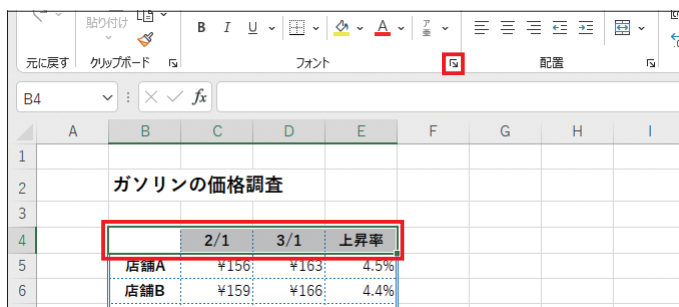 貼り付け
B I U
ア
亜
元に戻す クリップボード フォント 配置
B4 fx
A B C D E F G H I
1
2 ガソリンの価格調査
3
4 2/1 3/1 上昇率
5 店舗A ¥156 ¥163 4.5%
6 店舗B ¥159 ¥166 4.4%